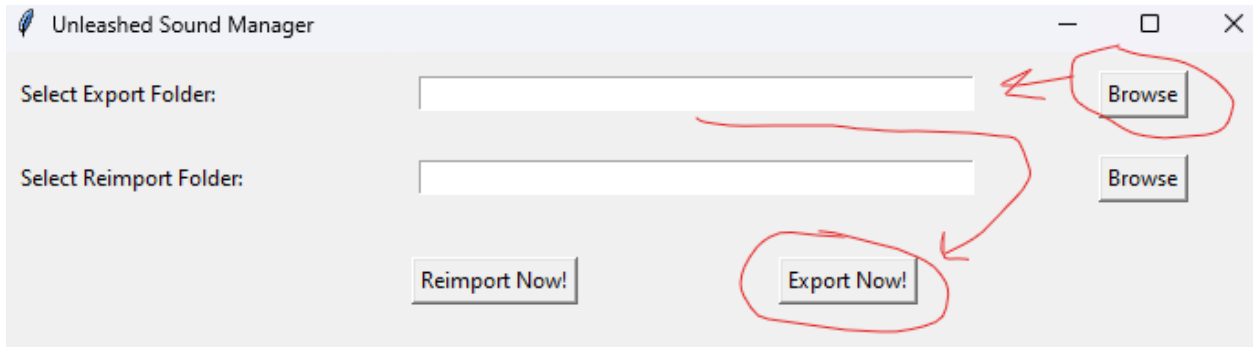 Unleashed Sound Manager
Select Export Folder: Browse
Select Reimport Folder: Browse
Reimport Now! Export Now!